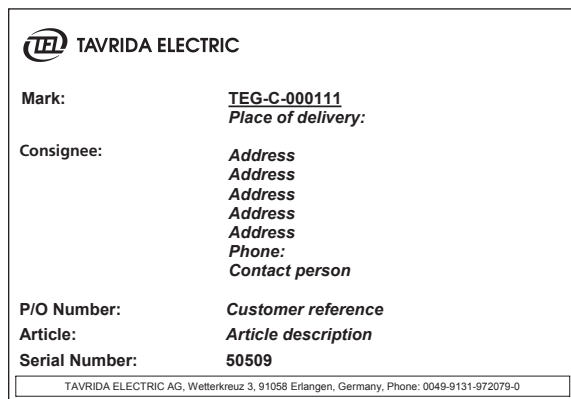 TEL TAVRIDA ELECTRIC
Mark: TEG-C-000111
Place of delivery:
Consignee: Address
Address
Address
Address
Address
Phone:
Contact person
P/O Number: Customer reference
Article: Article description
Serial Number: 50509
TAVRIDA ELECTRIC AG, Wetterkreuz 3, 91058 Erlangen, Germany, Phone: 0049-9131-972079-0